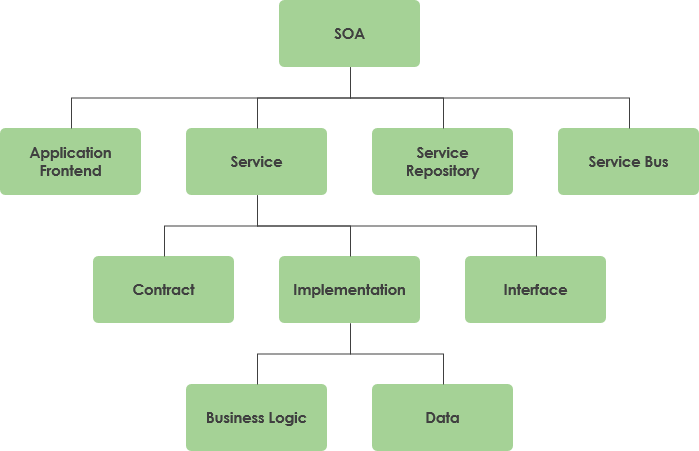 SOA
Application
Frontend
Service
Service
Repository
Service Bus
Contract
Implementation
Interface
Business Logic
Data